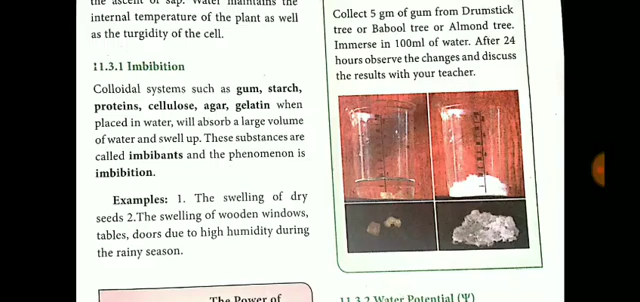 the ascent of sap. Water maintains the
internal temperature of the plant as well
as the turgidity of the cell.
11.3.1 Imbibition
Colloidal systems such as gum, starch,
proteins, cellulose, agar, gelatin when
placed in water, will absorb a large volume
of water and swell up. These substances are
called imbibants and the phenomenon is
imbibition.
Examples: 1. The swelling of dry
seeds 2.The swelling of wooden windows,
tables, doors due to high humidity during
the rainy season.
The Power of
Collect 5 gm of gum from Drumstick
tree or Babool tree or Almond tree.
Immerse in 100ml of water. After 24
hours observe the changes and discuss
the results with your teacher.
11.3.2 Water Potential (Ψ)